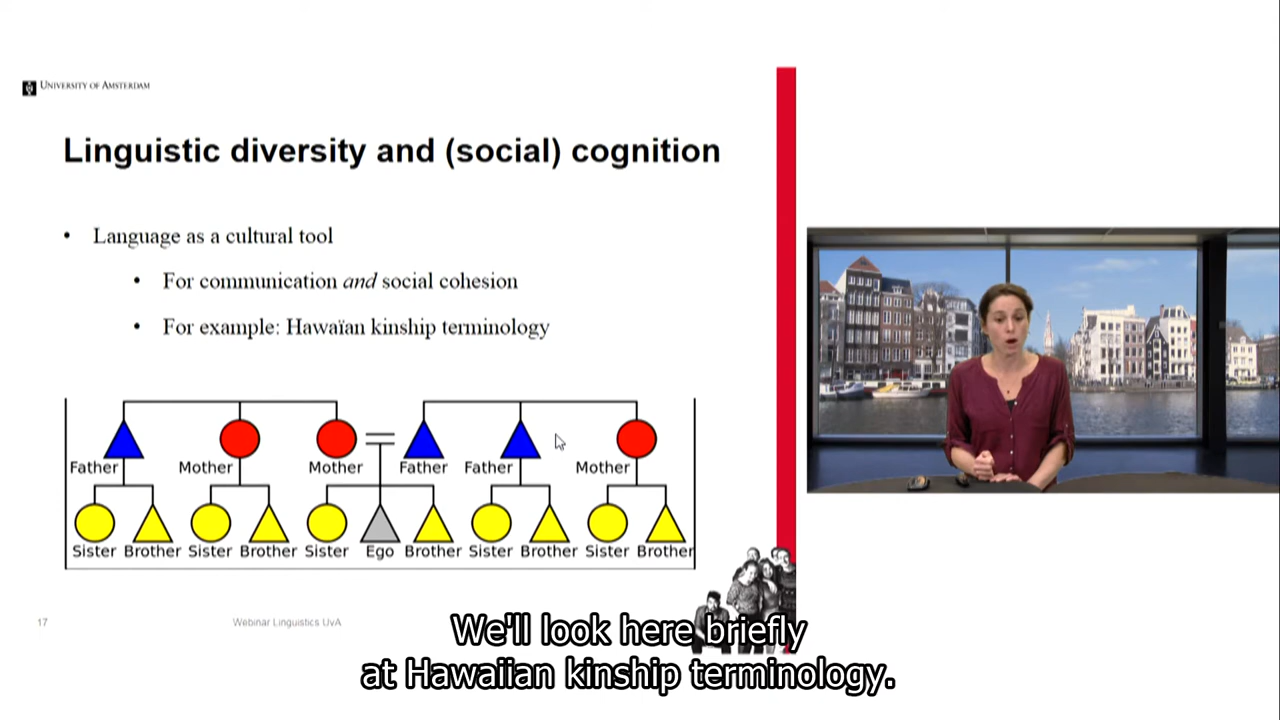 UNIVERSITY OF AMSTERDAM
Linguistic diversity and (social) cognition
• Language as a cultural tool
• For communication and social cohesion
• For example: Hawaïan kinship terminology
Father Mother Mother Father Father Mother
Sister Brother Sister Brother Sister Ego Brother Sister Brother Sister Brother
17 Webinar Linguistics UvA
We'll look here briefly
at Hawaiian kinship terminology.